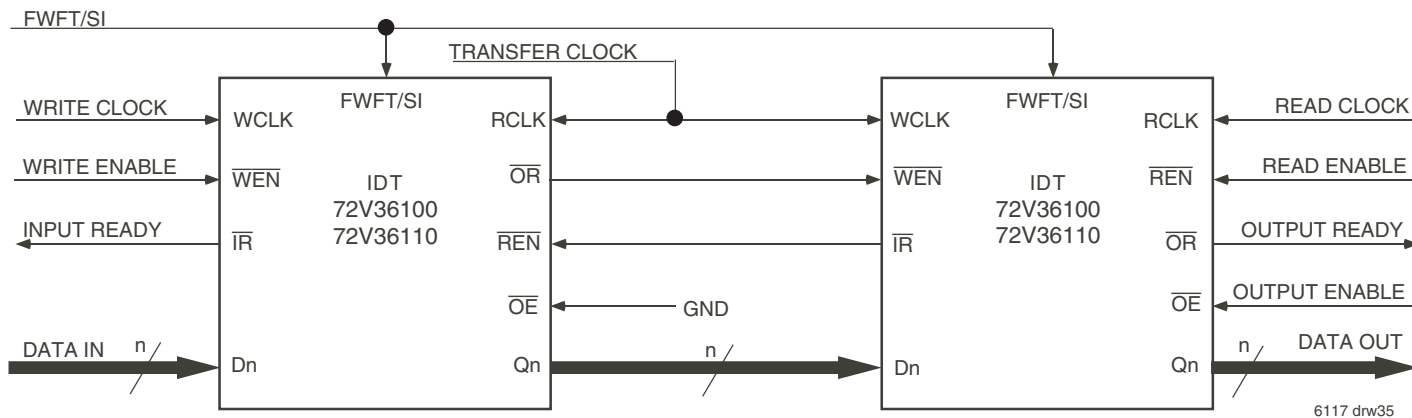 FWFT/SI
TRANSFER CLOCK
FWFT/SI
FWFT/SI
WRITE CLOCK
WCLK
RCLK
WCLK
RCLK
READ CLOCK
WRITE ENABLE
WEN
OR
WEN
REN
READ ENABLE
IDT
72V36100
72V36110
IDT
72V36100
72V36110
INPUT READY
IR
REN
IR
OR
OUTPUT READY
OE
GND
OE
OUTPUT ENABLE
DATA IN
n
Dn
Qn
n
Dn
Qn
n
DATA OUT
6117 drw35